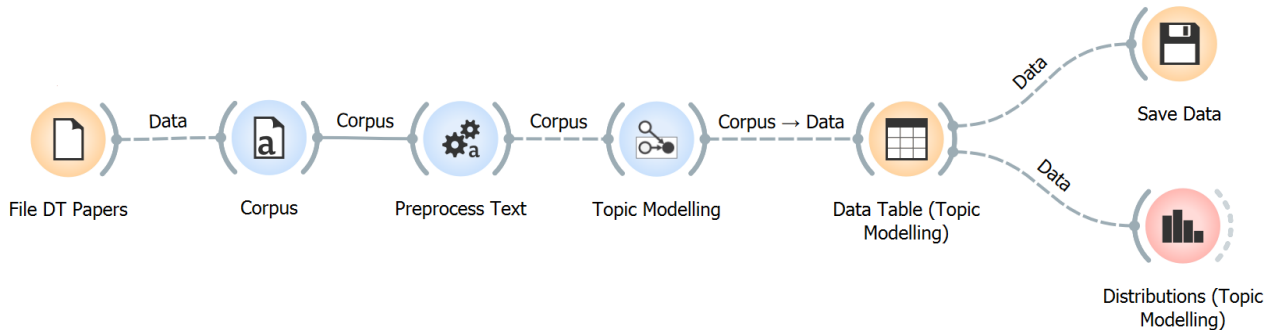 Data
Save Data
Data
Corpus
Corpus
Corpus → Data
a
a
File DT Papers
Corpus
Preprocess Text
Topic Modelling
Data Table (Topic
Modelling)
Data
Distributions (Topic
Modelling)